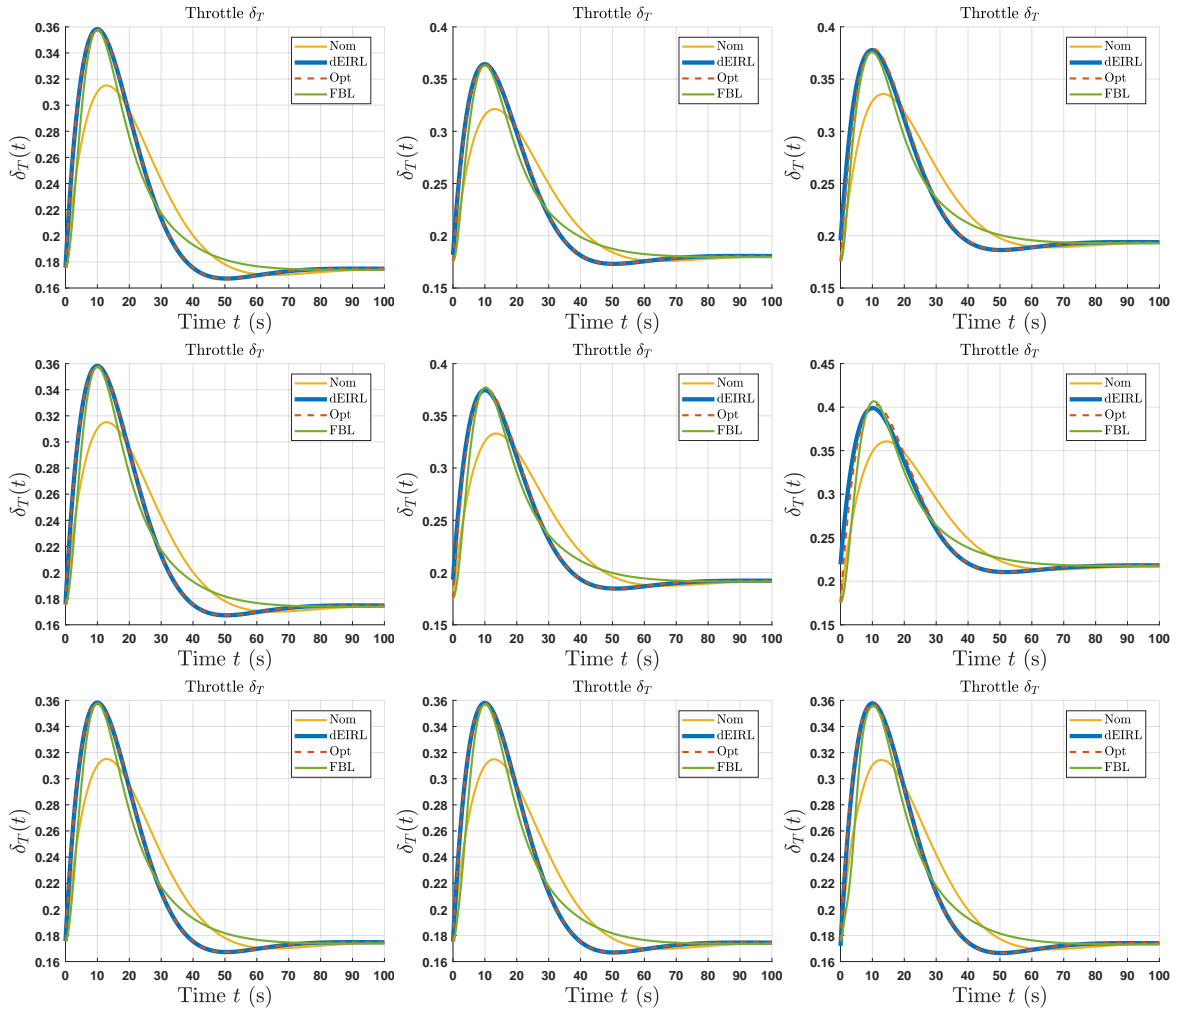 Throttle δ_T
0.36
0.34
0.32
0.3
0.28
0.26
0.24
0.22
0.2
0.18
0.16
0 10 20 30 40 50 60 70 80 90 100
δ_T(t)
Time t (s)
Nom
dEIRL
Opt
FBL
Throttle δ_T
0.4
0.35
0.3
0.25
0.2
0.15
0 10 20 30 40 50 60 70 80 90 100
δ_T(t)
Time t (s)
Nom
dEIRL
Opt
FBL
Throttle δ_T
0.4
0.35
0.3
0.25
0.2
0.15
0 10 20 30 40 50 60 70 80 90 100
δ_T(t)
Time t (s)
Nom
dEIRL
Opt
FBL
Throttle δ_T
0.36
0.34
0.32
0.3
0.28
0.26
0.24
0.22
0.2
0.18
0.16
0 10 20 30 40 50 60 70 80 90 100
δ_T(t)
Time t (s)
Nom
dEIRL
Opt
FBL
Throttle δ_T
0.4
0.35
0.3
0.25
0.2
0.15
0 10 20 30 40 50 60 70 80 90 100
δ_T(t)
Time t (s)
Nom
dEIRL
Opt
FBL
Throttle δ_T
0.45
0.4
0.35
0.3
0.25
0.2
0.15
0 10 20 30 40 50 60 70 80 90 100
δ_T(t)
Time t (s)
Nom
dEIRL
Opt
FBL
Throttle δ_T
0.36
0.34
0.32
0.3
0.28
0.26
0.24
0.22
0.2
0.18
0.16
0 10 20 30 40 50 60 70 80 90 100
δ_T(t)
Time t (s)
Nom
dEIRL
Opt
FBL
Throttle δ_T
0.36
0.34
0.32
0.3
0.28
0.26
0.24
0.22
0.2
0.18
0.16
0 10 20 30 40 50 60 70 80 90 100
δ_T(t)
Time t (s)
Nom
dEIRL
Opt
FBL
Throttle δ_T
0.36
0.34
0.32
0.3
0.28
0.26
0.24
0.22
0.2
0.18
0.16
0 10 20 30 40 50 60 70 80 90 100
δ_T(t)
Time t (s)
Nom
dEIRL
Opt
FBL